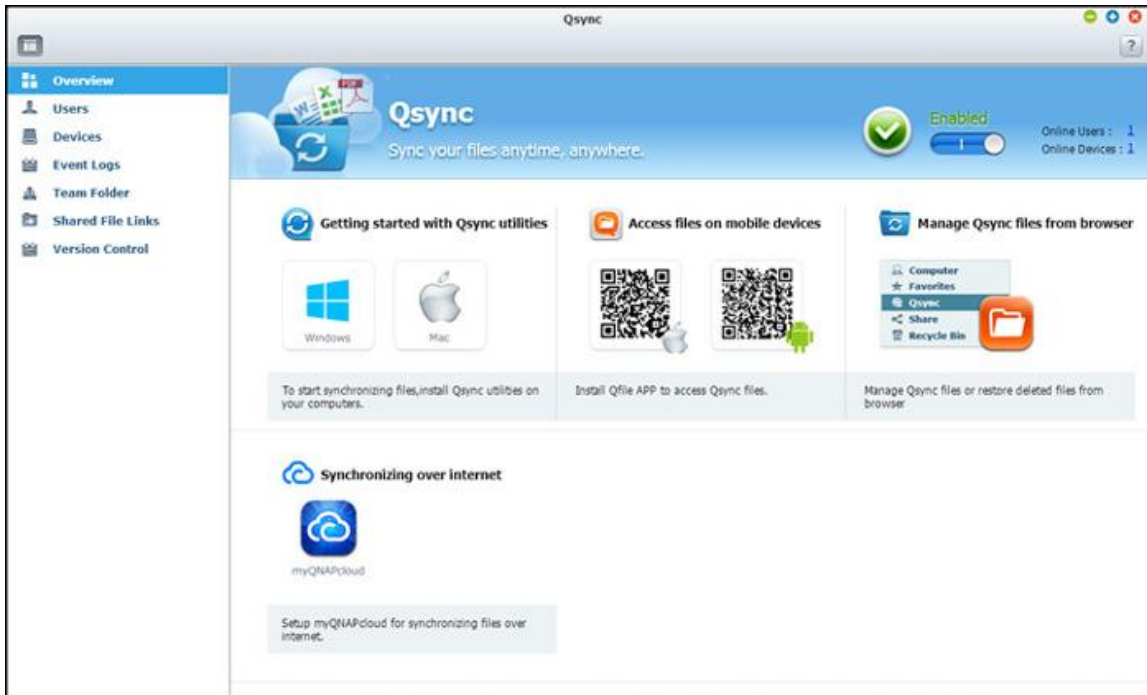 Qsync
?
Overview
Users
Devices
Event Logs
Team Folder
Shared File Links
Version Control
W
X
PDF
Qsync
Sync your files anytime, anywhere.
Enabled
Online Users : 1
Online Devices : 1
Getting started with Qsync utilities
Windows
Mac
To start synchronizing files,install Qsync utilities on
your computers.
Access files on mobile devices
Install Qfile APP to access Qsync files.
Manage Qsync files from browser
Computer
Favorites
Qsync
Share
Recycle Bin
Manage Qsync files or restore deleted files from
browser
Synchronizing over internet
myQNAPcloud
Setup myQNAPcloud for synchronizing files over
internet.